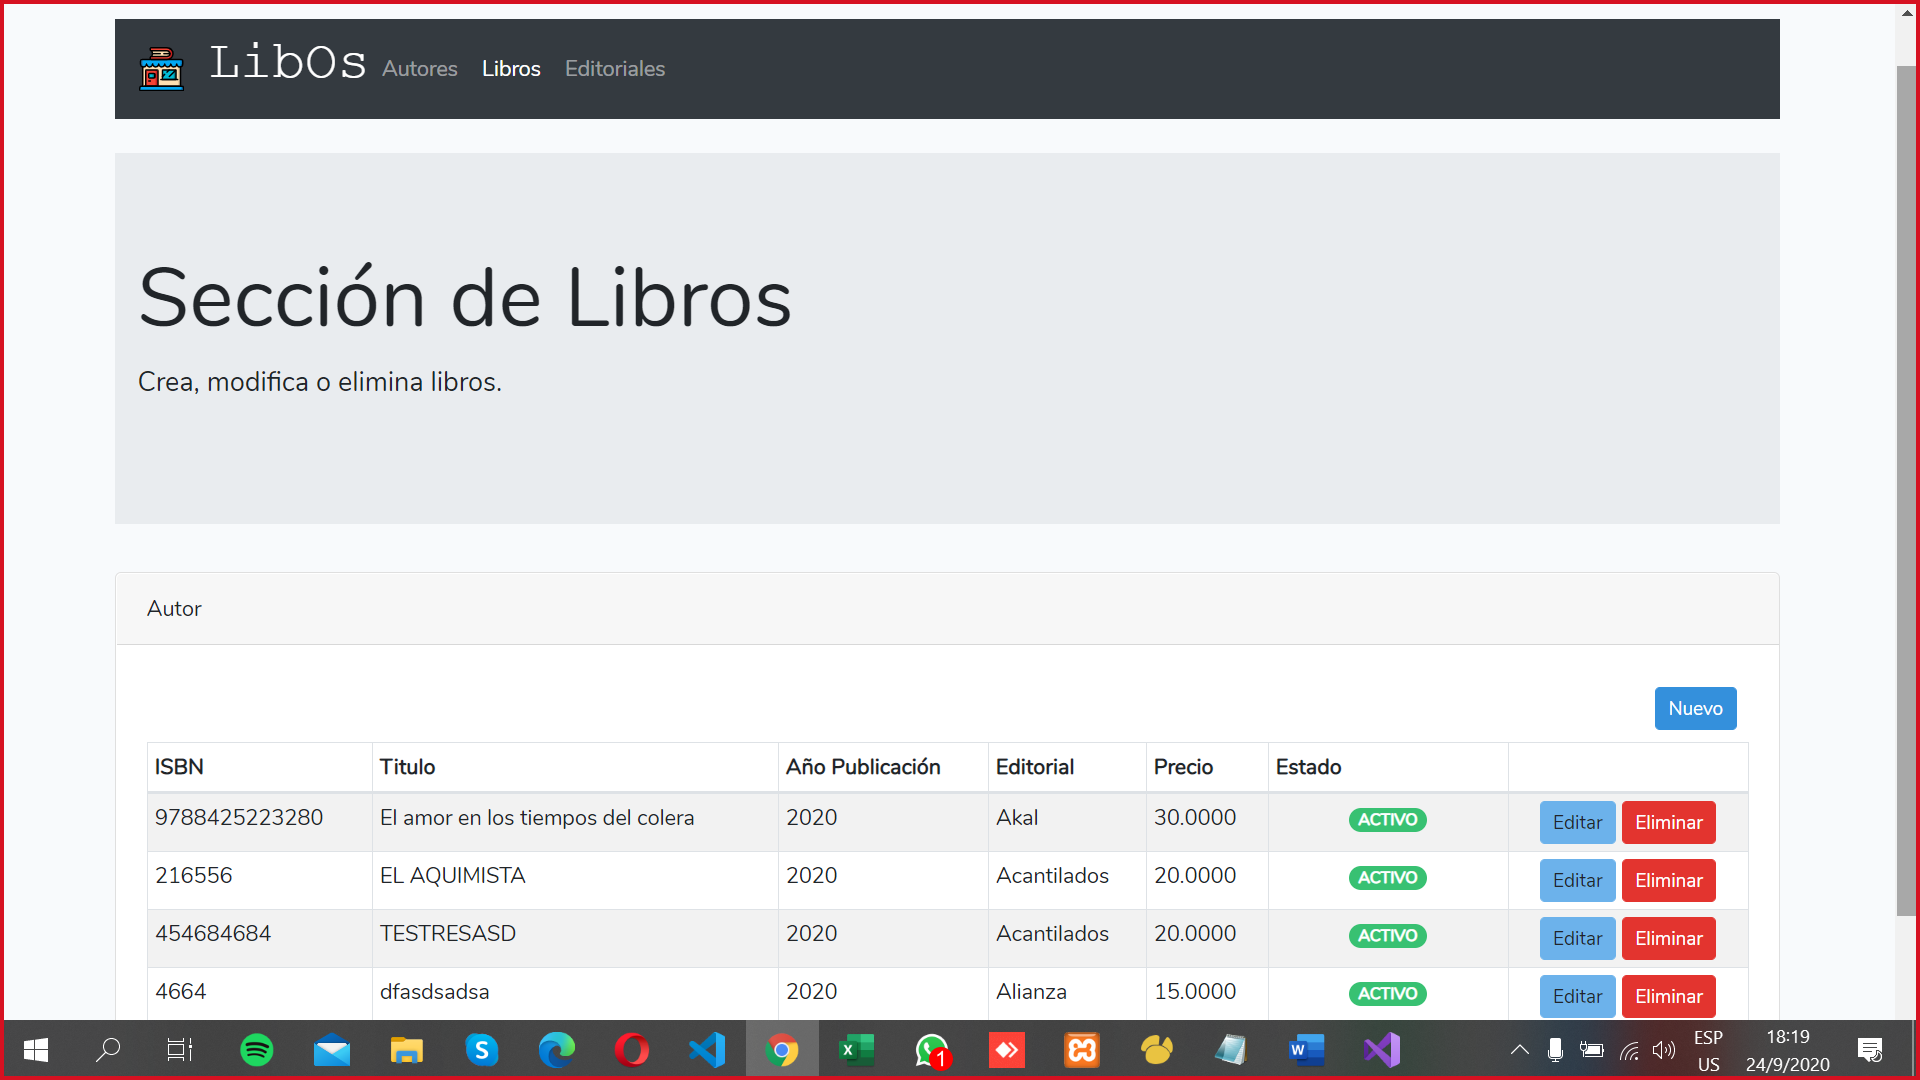 LibOs Autores Libros Editoriales
Sección de Libros
Crea, modifica o elimina libros.
Autor
Nuevo
ISBN Titulo Año Publicación Editorial Precio Estado
9788425223280 El amor en los tiempos del colera 2020 Akal 30.0000 ACTIVO Editar Eliminar
216556 EL AQUIMISTA 2020 Acantilados 20.0000 ACTIVO Editar Eliminar
454684684 TESTRESASD 2020 Acantilados 20.0000 ACTIVO Editar Eliminar
4664 dfasdsadsa 2020 Alianza 15.0000 ACTIVO Editar Eliminar
ESP 18:19
US 24/9/2020
1